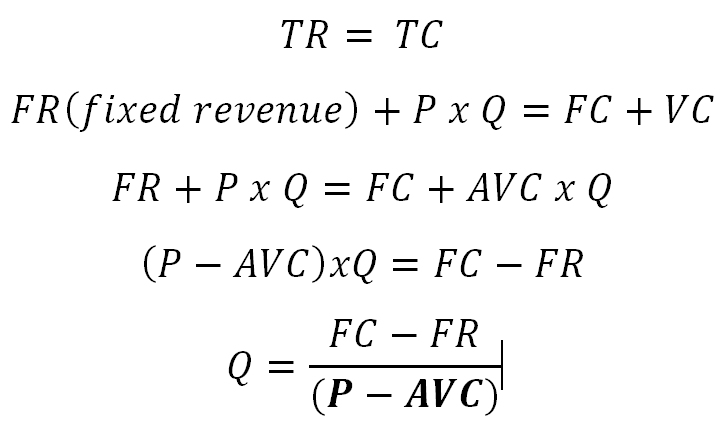 TR = TC
FR(fixed revenue) + P x Q = FC + VC
FR + P x Q = FC + AVC x Q
(P − AVC)xQ = FC − FR
Q = FC − FR / (P − AVC)